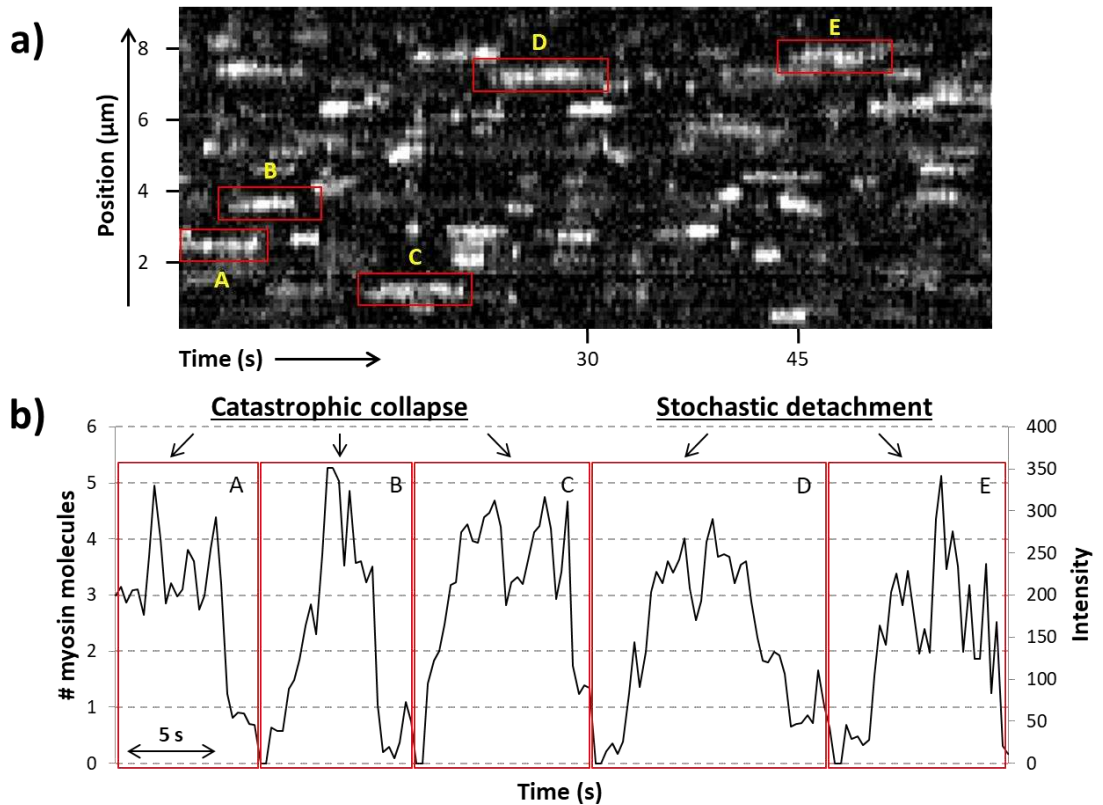 a)
Position (µm)
8
6
4
2
A
B
C
D
E
Time (s)
30
45
b)
Catastrophic collapse
Stochastic detachment
# myosin molecules
6
5
4
3
2
1
0
A
B
C
D
E
5 s
400
350
300
250
200
150
100
50
0
Intensity
Time (s)